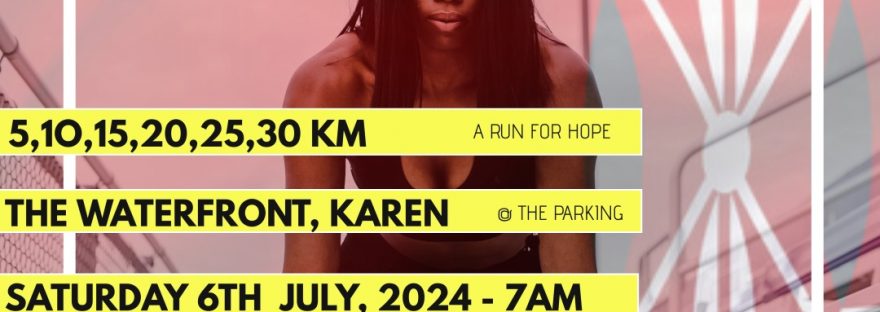 5,10,15,20,25,30 KM A RUN FOR HOPE
THE WATERFRONT, KAREN @ THE PARKING
SATURDAY 6TH JULY, 2024 - 7AM